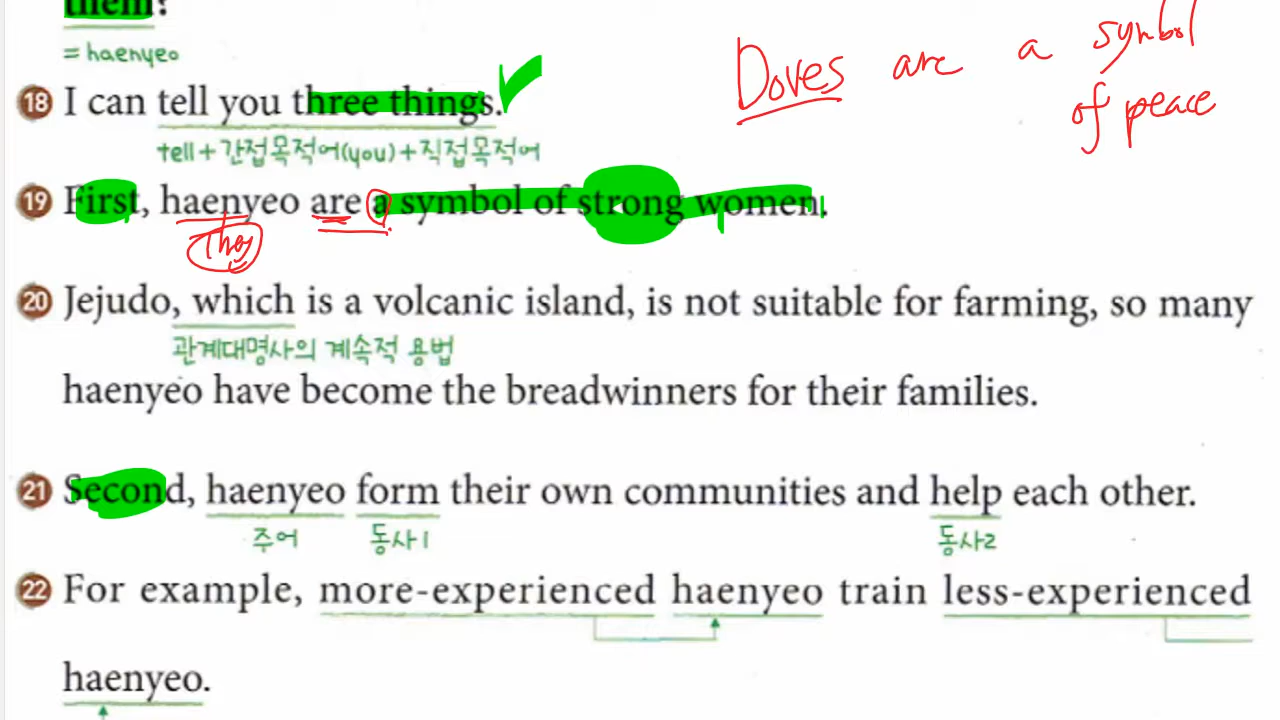 them?
= haenyeo
Doves are a symbol
of peace
18 I can tell you three things.
tell+간접목적어(you)+직접목적어
19 First, haenyeo are a symbol of strong women.
They
20 Jejudo, which is a volcanic island, is not suitable for farming, so many
관계대명사의 계속적 용법
haenyeo have become the breadwinners for their families.
21 Second, haenyeo form their own communities and help each other.
주어 동사1 동사2
22 For example, more-experienced haenyeo train less-experienced
haenyeo.